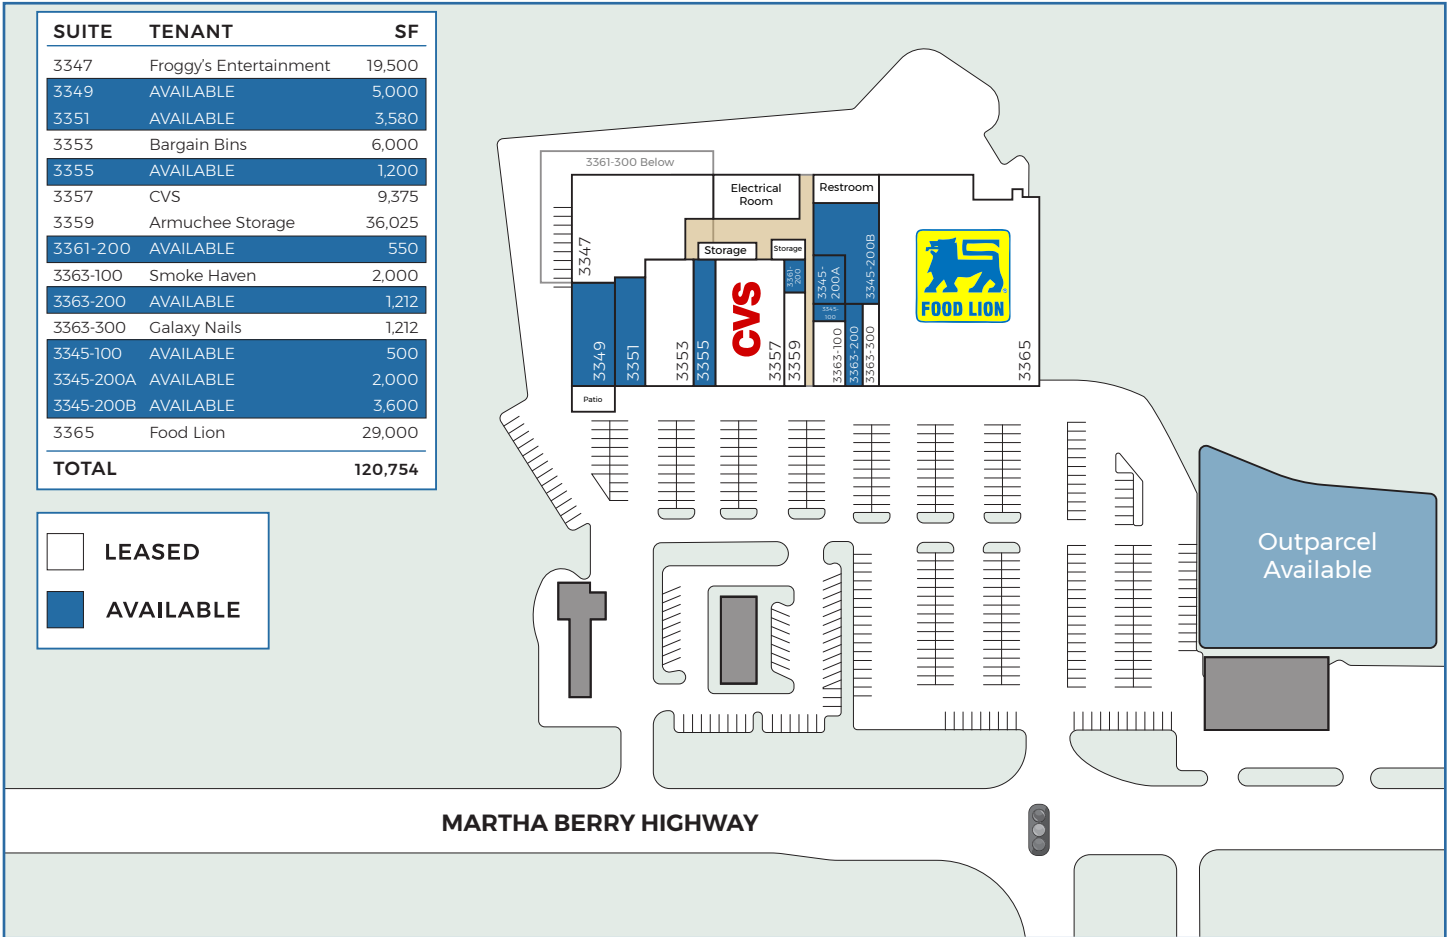 SUITE TENANT SF
3347 Froggy's Entertainment 19,500
3349 AVAILABLE 5,000
3351 AVAILABLE 3,580
3353 Bargain Bins 6,000
3355 AVAILABLE 1,200
3357 CVS 9,375
3359 Armuchee Storage 36,025
3361-200 AVAILABLE 550
3363-100 Smoke Haven 2,000
3363-200 AVAILABLE 1,212
3363-300 Galaxy Nails 1,212
3345-100 AVAILABLE 500
3345-200A AVAILABLE 2,000
3345-200B AVAILABLE 3,600
3365 Food Lion 29,000
TOTAL 120,754
LEASED
AVAILABLE
3361-300 Below
Electrical
Room
Restroom
3347
Storage
Storage
3361-
200
3345-
200A
3345-200B
3345-
100
FOOD LION
CVS
3349
3351
3353
3355
3357
3359
3363-100
3363-200
3363-300
3365
Patio
Outparcel
Available
MARTHA BERRY HIGHWAY